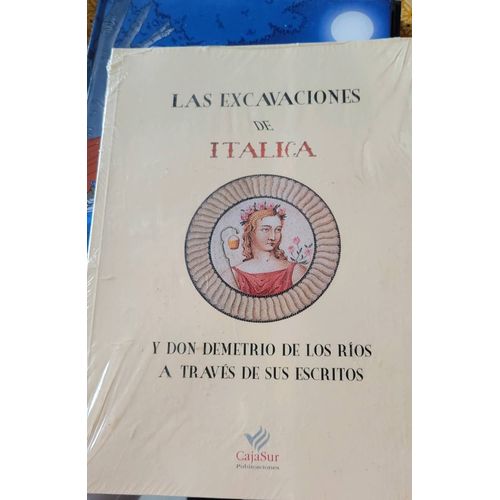 LAS EXCAVACIONES
DE
ITALICA
Y DON DEMETRIO DE LOS RÍOS
A TRAVÉS DE SUS ESCRITOS
CajaSur
Publicaciones